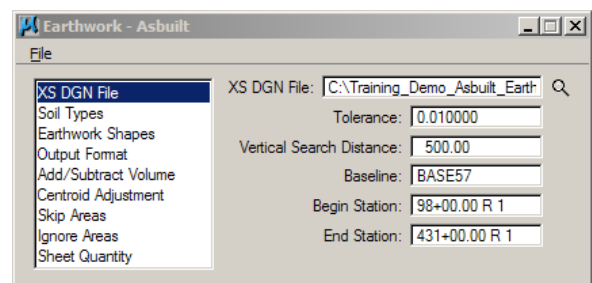 Earthwork - Asbuilt
File
XS DGN File
Soil Types
Earthwork Shapes
Output Format
Add/Subtract Volume
Centroid Adjustment
Skip Areas
Ignore Areas
Sheet Quantity
XS DGN File: C:\Training_Demo_Asbuilt_Earth
Tolerance: 0.010000
Vertical Search Distance: 500.00
Baseline: BASE57
Begin Station: 98+00.00 R 1
End Station: 431+00.00 R 1